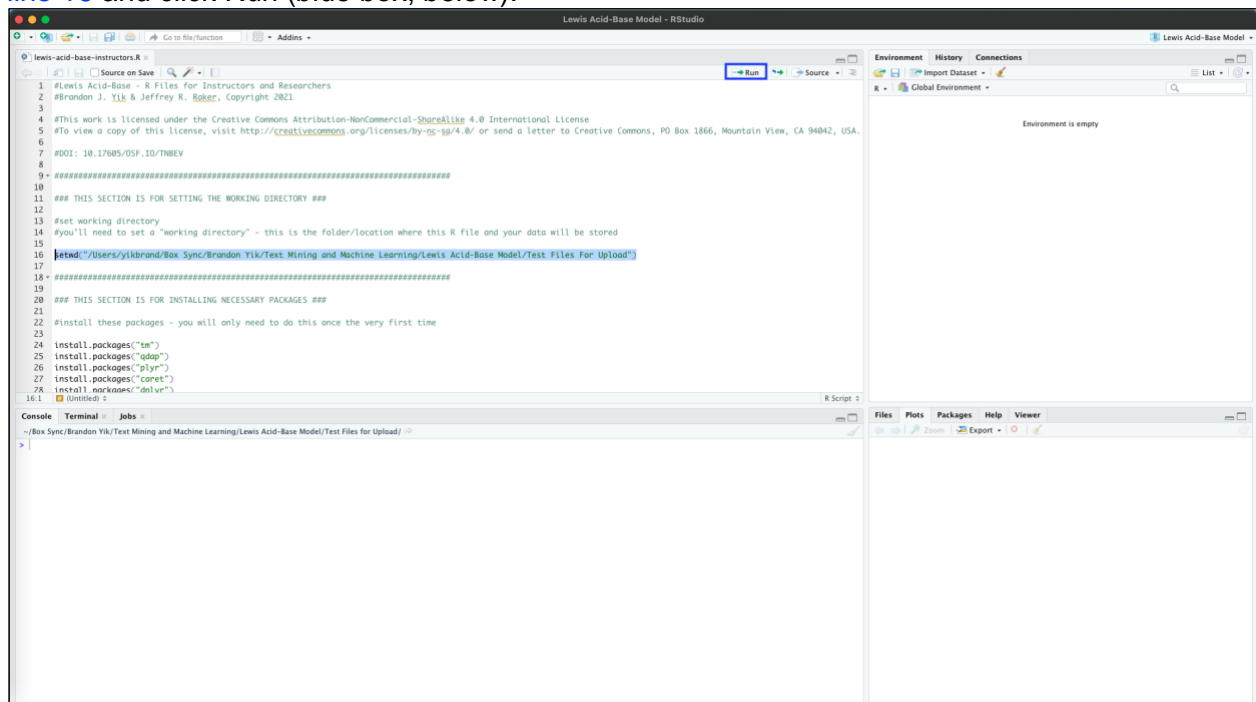 line 16 and click Run (blue box, below).
Lewis Acid-Base Model - RStudio
Go to file/function
Addins
Lewis Acid-Base Model
lewis-acid-base-instructors.R
Source on Save
Run
Source
1 #Lewis Acid-Base - R Files for Instructors and Researchers
2 #Brandon J. Yik & Jeffrey R. Raker, Copyright 2021
3
4 #This work is licensed under the Creative Commons Attribution-NonCommercial-ShareAlike 4.0 International License
5 #To view a copy of this license, visit http://creativecommons.org/licenses/by-nc-sa/4.0/ or send a letter to Creative Commons, PO Box 1866, Mountain View, CA 94042, USA.
6
7 #DOI: 10.17605/OSF.IO/TNBEV
8
9 ################################################################################
10
11 ### THIS SECTION IS FOR SETTING THE WORKING DIRECTORY ###
12
13 #set working directory
14 #you'll need to set a "working directory" - this is the folder/location where this R file and your data will be stored
15
16 setwd("/Users/yikbrand/Box Sync/Brandon Yik/Text Mining and Machine Learning/Lewis Acid-Base Model/Test Files For Upload")
17
18 ################################################################################
19
20 ### THIS SECTION IS FOR INSTALLING NECESSARY PACKAGES ###
21
22 #install these packages - you will only need to do this once the very first time
23
24 install.packages("tm")
25 install.packages("qdap")
26 install.packages("plyr")
27 install.packages("caret")
28 install.packages("dplyr")
16:1 (Untitled) R Script
Console Terminal Jobs
~/Box Sync/Brandon Yik/Text Mining and Machine Learning/Lewis Acid-Base Model/Test Files for Upload/
>
Environment History Connections
Import Dataset List
R Global Environment
Environment is empty
Files Plots Packages Help Viewer
Zoom Export